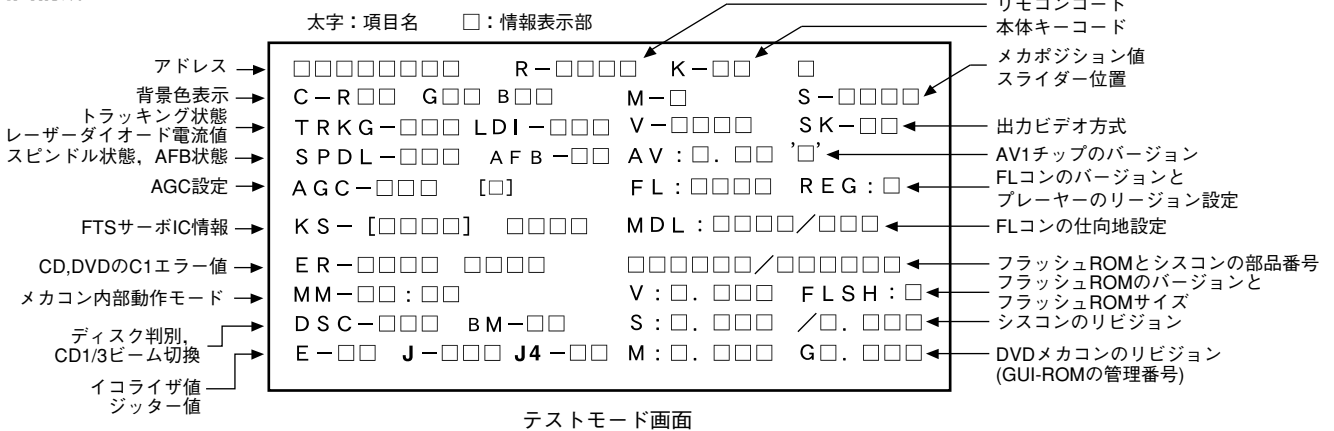 リモコンコード
太字：項目名　□：情報表示部
本体キーコード
アドレス
□□□□□□□□　R－□□□□　K－□□　□
メカポジション値
スライダー位置
背景色表示
C－R□□　G□□　B□□　M－□　S－□□□□
トラッキング状態
レーザーダイオード電流値
TRKG－□□□　LDI－□□□　V－□□□□　SK－□□
出力ビデオ方式
スピンドル状態，AFB状態
SPDL－□□□　AFB－□□　AV：□．□□　'□'
AV1チップのバージョン
AGC設定
AGC－□□□　［□］　FL：□□□□　REG：□
FLコンのバージョンと
プレーヤーのリージョン設定
FTSサーボIC情報
KS－［□□□□］　□□□□　MDL：□□□□／□□□
FLコンの仕向地設定
CD,DVDのC1エラー値
ER－□□□□　□□□□　□□□□□□／□□□□□□
フラッシュROMとシスコンの部品番号
メカコン内部動作モード
MM－□□：□□　V：□．□□□　FLSH：□
フラッシュROMのバージョンと
フラッシュROMサイズ
ディスク判別，
CD1/3ビーム切換
DSC－□□□　BM－□□　S：□．□□□　／□．□□□
シスコンのリビジョン
イコライザ値
ジッター値
E－□□　J－□□□　J4－□□　M：□．□□□　G□．□□□
DVDメカコンのリビジョン
(GUI-ROMの管理番号)
テストモード画面